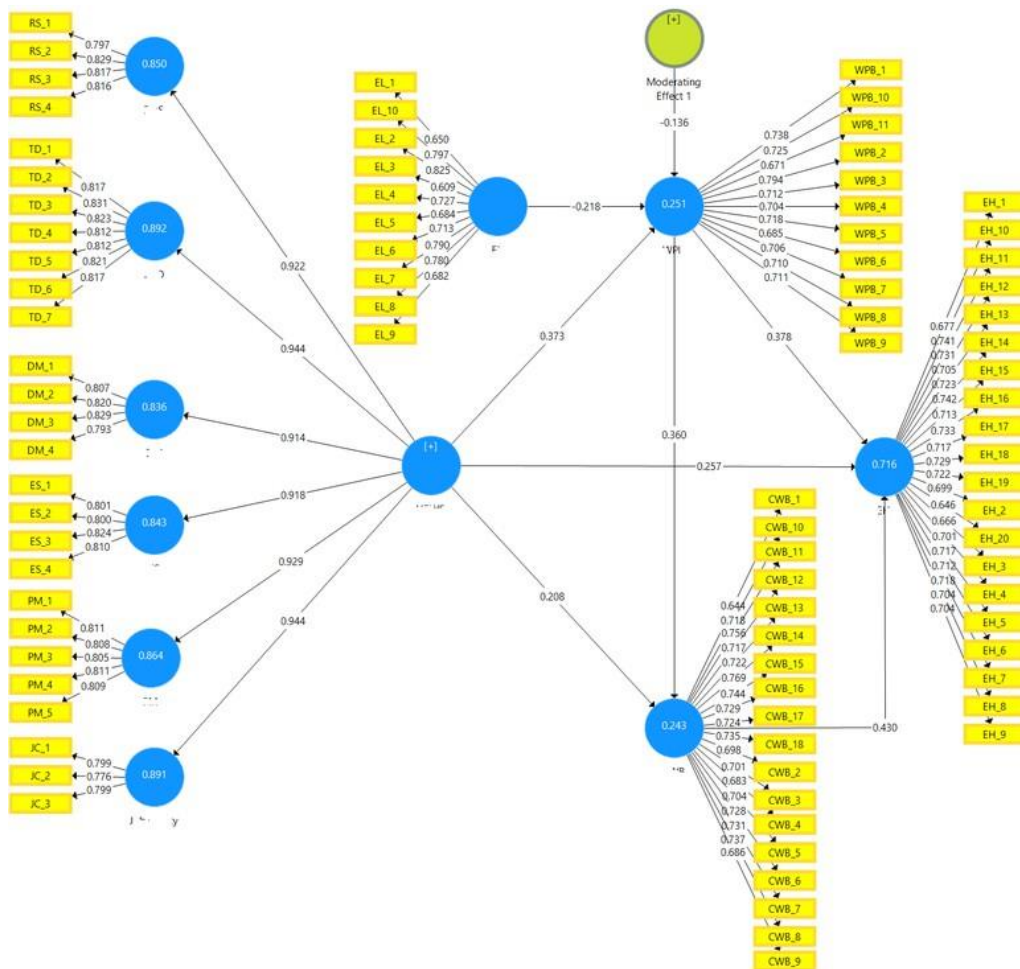 RS_1
RS_2
RS_3
RS_4
0.797
0.829
0.817
0.816
0.850
TD_1
TD_2
TD_3
TD_4
TD_5
TD_6
TD_7
0.817
0.831
0.823
0.812
0.812
0.821
0.817
0.892
DM_1
DM_2
DM_3
DM_4
0.807
0.820
0.829
0.793
0.836
ES_1
ES_2
ES_3
ES_4
0.801
0.800
0.824
0.810
0.843
PM_1
PM_2
PM_3
PM_4
PM_5
0.811
0.808
0.805
0.811
0.809
0.864
JC_1
JC_2
JC_3
0.799
0.776
0.799
0.891
0.922
0.944
0.914
0.918
0.929
0.944
[+]
EL_1
EL_10
EL_2
EL_3
EL_4
EL_5
EL_6
EL_7
EL_8
EL_9
0.650
0.797
0.825
0.609
0.727
0.684
0.713
0.790
0.780
0.682
[+]
Moderating
Effect 1
-0.136
-0.218
0.251
0.373
0.360
0.378
0.257
0.208
0.430
WPB_1
WPB_10
WPB_11
WPB_2
WPB_3
WPB_4
WPB_5
WPB_6
WPB_7
WPB_8
WPB_9
0.738
0.725
0.671
0.794
0.712
0.704
0.718
0.685
0.706
0.710
0.711
0.243
CWB_1
CWB_10
CWB_11
CWB_12
CWB_13
CWB_14
CWB_15
CWB_16
CWB_17
CWB_18
CWB_2
CWB_3
CWB_4
CWB_5
CWB_6
CWB_7
CWB_8
CWB_9
0.644
0.718
0.756
0.717
0.722
0.769
0.744
0.729
0.724
0.735
0.698
0.701
0.683
0.704
0.728
0.731
0.737
0.686
0.716
EH_1
EH_10
EH_11
EH_12
EH_13
EH_14
EH_15
EH_16
EH_17
EH_18
EH_19
EH_2
EH_20
EH_3
EH_4
EH_5
EH_6
EH_7
EH_8
EH_9
0.677
0.741
0.731
0.705
0.723
0.742
0.713
0.733
0.717
0.729
0.722
0.699
0.646
0.666
0.701
0.717
0.712
0.718
0.704
0.704